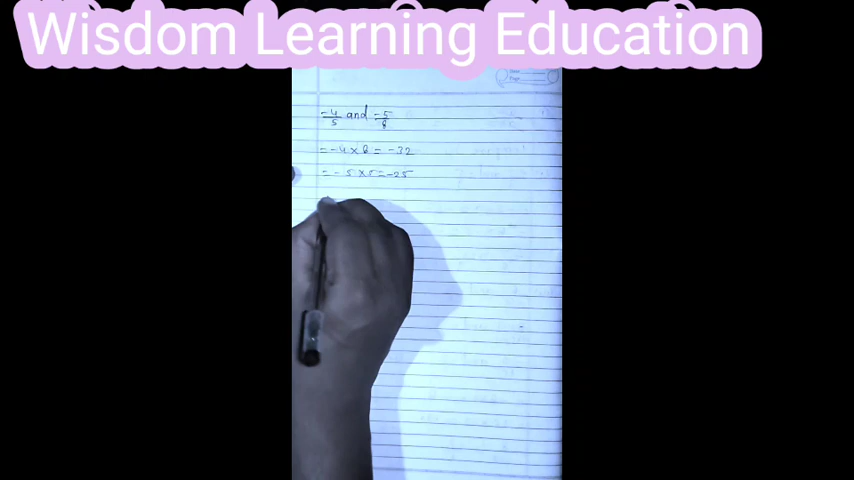 Wisdom Learning Education
-4/5 and -5/8
= -4 × 8 = -32
= -5 × 5 = -25